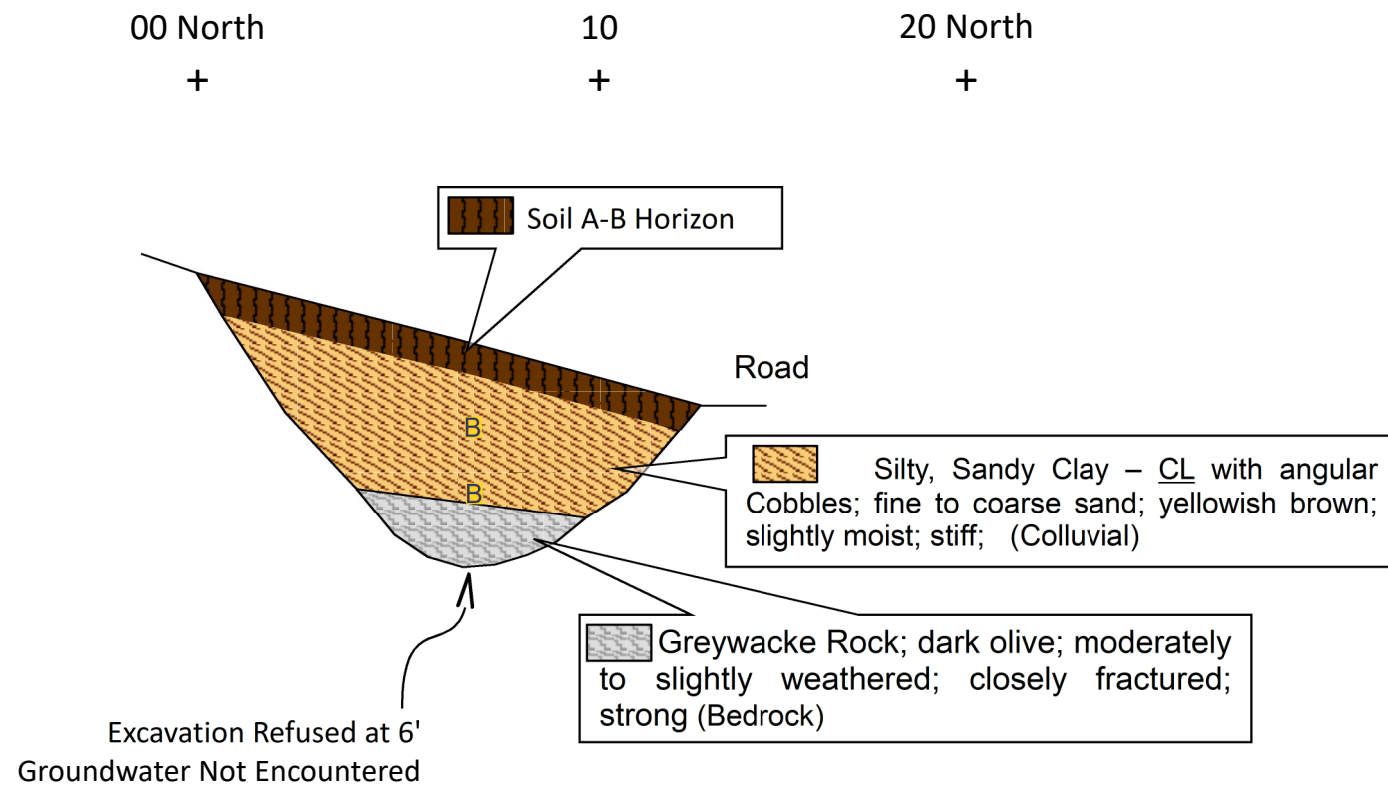 00 North 10 20 North
+ + +
Soil A-B Horizon
Road
B
Silty, Sandy Clay – CL with angular
Cobbles; fine to coarse sand; yellowish brown;
slightly moist; stiff; (Colluvial)
B
Greywacke Rock; dark olive; moderately
to slightly weathered; closely fractured;
strong (Bedrock)
Excavation Refused at 6'
Groundwater Not Encountered